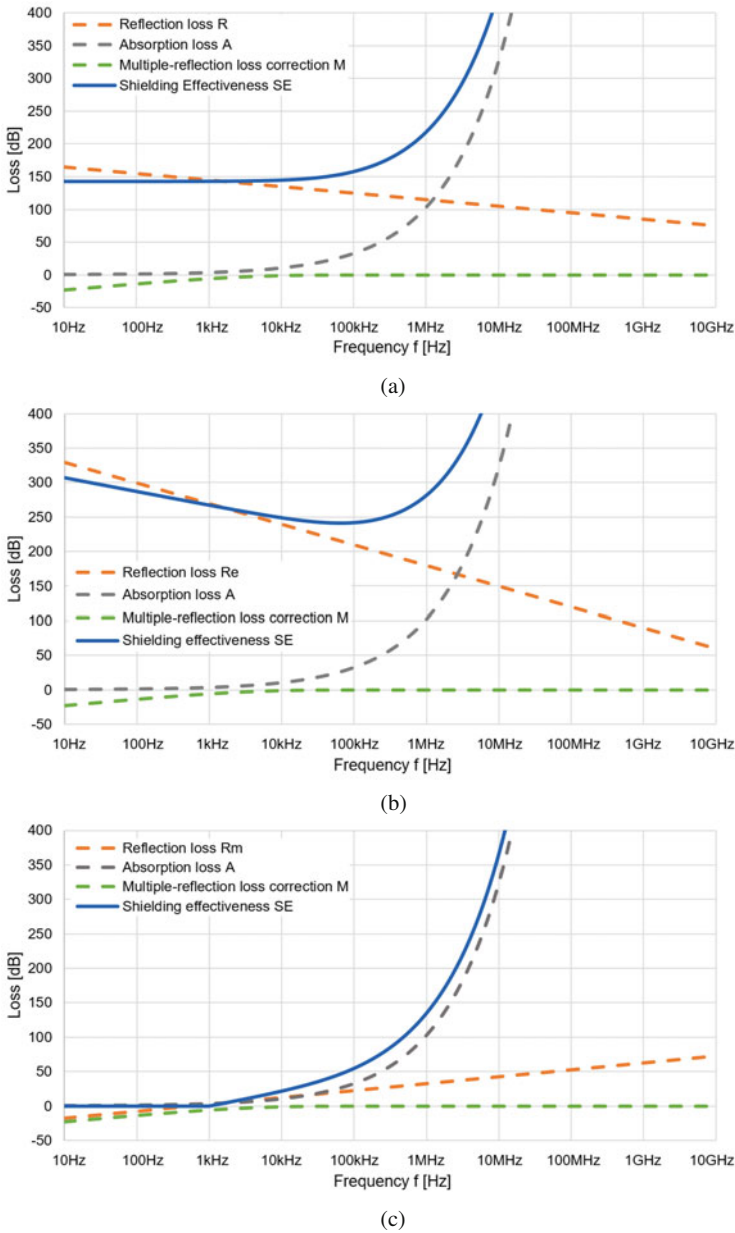 400
350
300
250
200
150
100
50
0
-50
Loss [dB]
Reflection loss R
Absorption loss A
Multiple-reflection loss correction M
Shielding Effectiveness SE
10Hz 100Hz 1kHz 10kHz 100kHz 1MHz 10MHz 100MHz 1GHz 10GHz
Frequency f [Hz]
(a)
400
350
300
250
200
150
100
50
0
-50
Loss [dB]
Reflection loss Re
Absorption loss A
Multiple-reflection loss correction M
Shielding effectiveness SE
10Hz 100Hz 1kHz 10kHz 100kHz 1MHz 10MHz 100MHz 1GHz 10GHz
Frequency f [Hz]
(b)
400
350
300
250
200
150
100
50
0
-50
Loss [dB]
Reflection loss Rm
Absorption loss A
Multiple-reflection loss correction M
Shielding effectiveness SE
10Hz 100Hz 1kHz 10kHz 100kHz 1MHz 10MHz 100MHz 1GHz 10GHz
Frequency f [Hz]
(c)